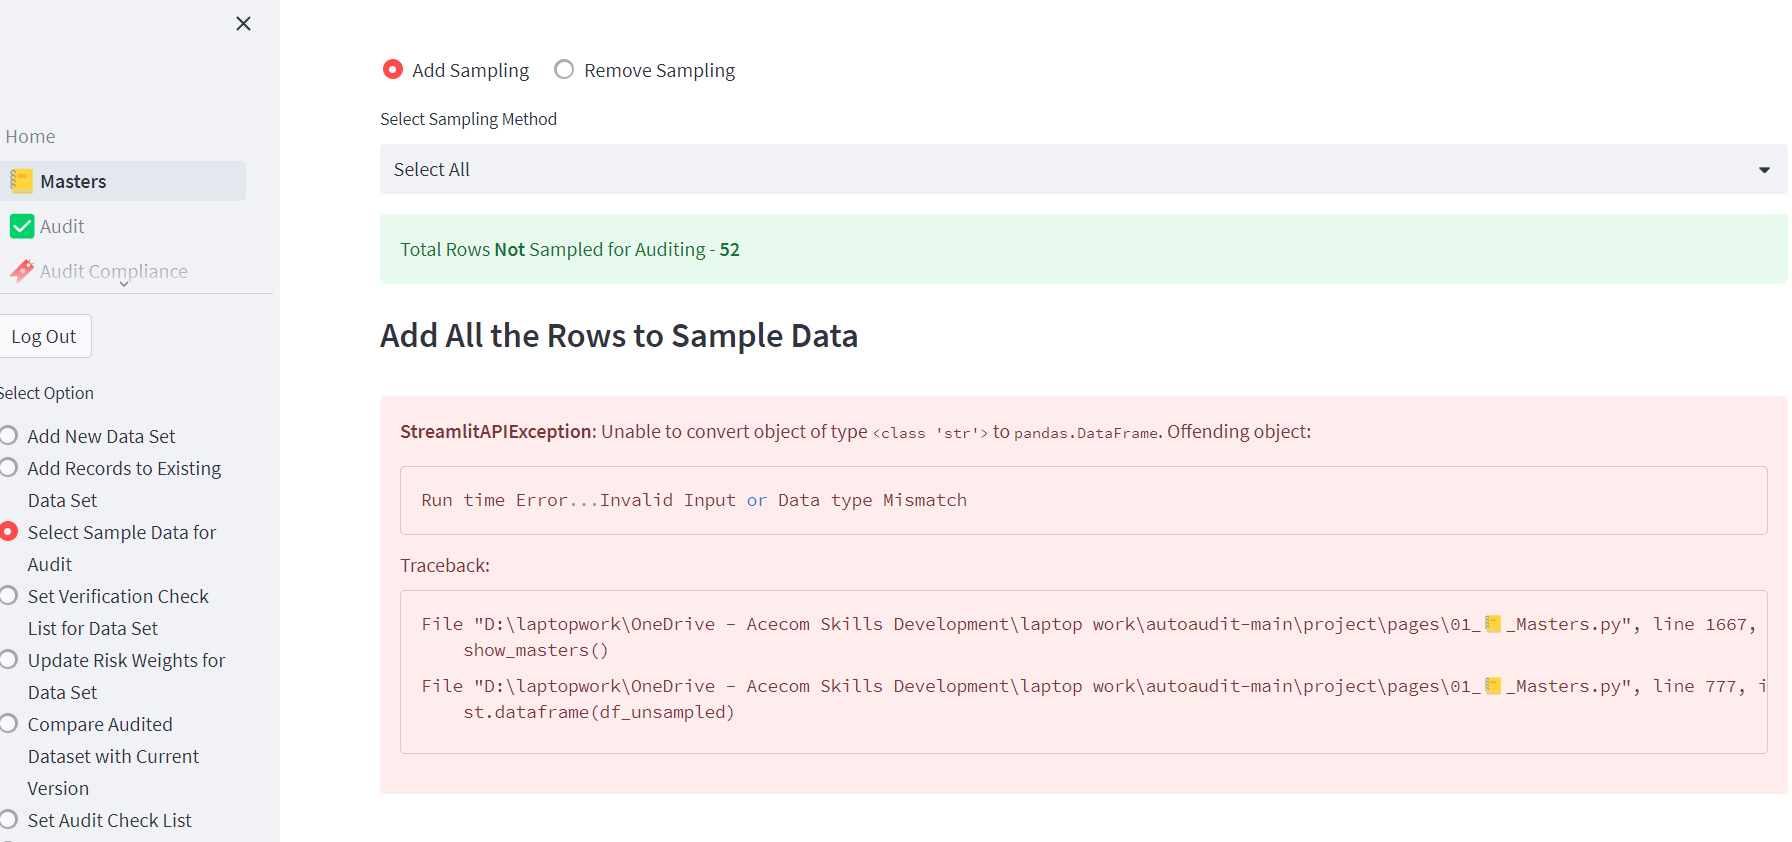 Home
Masters
Audit
Audit Compliance
Log Out
Select Option
Add New Data Set
Add Records to Existing
Data Set
Select Sample Data for
Audit
Set Verification Check
List for Data Set
Update Risk Weights for
Data Set
Compare Audited
Dataset with Current
Version
Set Audit Check List
Add Sampling
Remove Sampling
Select Sampling Method
Select All
Total Rows Not Sampled for Auditing - 52
Add All the Rows to Sample Data
StreamlitAPIException: Unable to convert object of type <class 'str'> to pandas.DataFrame. Offending object:
Run time Error...Invalid Input or Data type Mismatch
Traceback:
File "D:\laptopwork\OneDrive - Acecom Skills Development\laptop work\autoaudit-main\project\pages\01_📒_Masters.py", line 1667,
show_masters()
File "D:\laptopwork\OneDrive - Acecom Skills Development\laptop work\autoaudit-main\project\pages\01_📒_Masters.py", line 777, i
st.dataframe(df_unsampled)